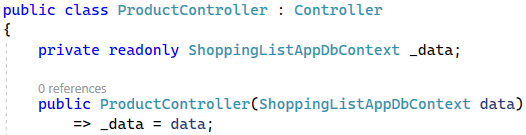 public class ProductController : Controller
{
    private readonly ShoppingListAppDbContext _data;
    0 references
    public ProductController(ShoppingListAppDbContext data)
        => _data = data;